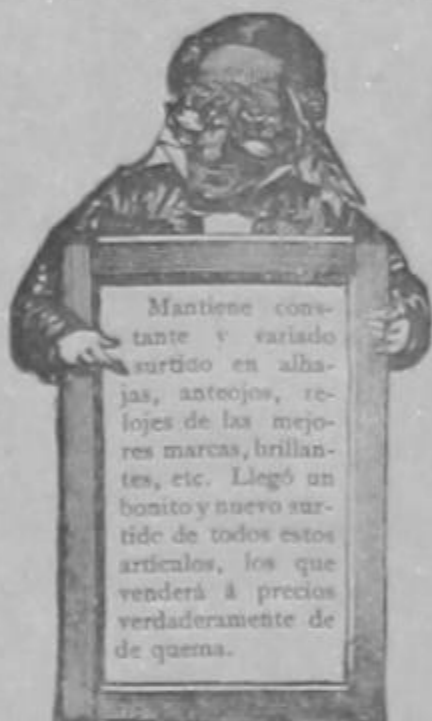 Mantiene cons-
tante y variado
surtido en alha-
jas, anteojos, re-
lojes de las mejo-
res marcas, brillan-
tes, etc. Llegó un
bonito y nuevo sur-
tido de todos estos
artículos, los que
venderá á precios
verdaderamente de
de quema.